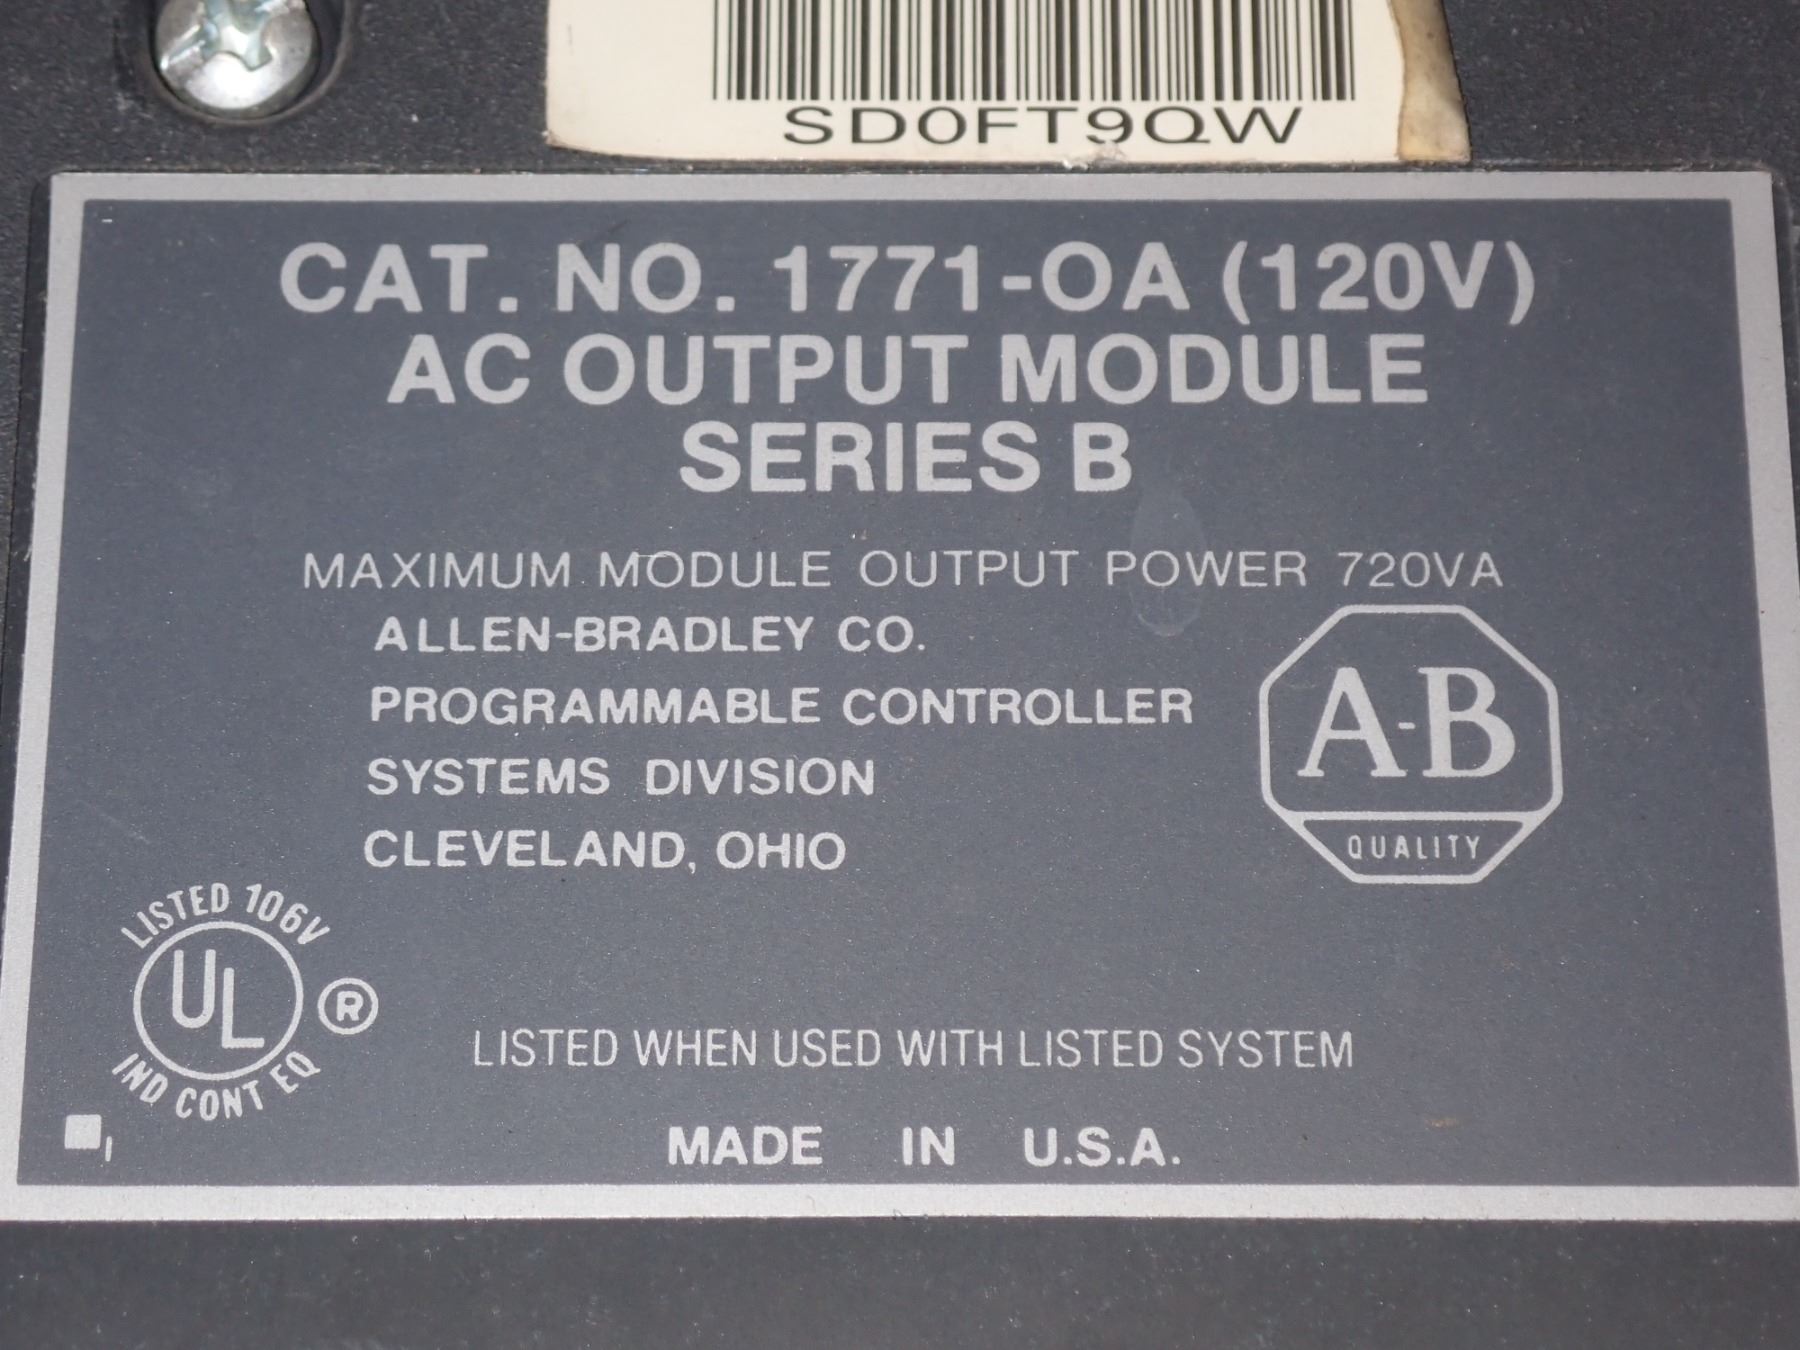 SD0FT9QW
CAT. NO. 1771-OA (120V)
AC OUTPUT MODULE
SERIES B
MAXIMUM MODULE OUTPUT POWER 720VA
ALLEN-BRADLEY CO.
PROGRAMMABLE CONTROLLER
SYSTEMS DIVISION
CLEVELAND, OHIO
A-B
QUALITY
LISTED 106V
UL ®
IND CONT EQ
LISTED WHEN USED WITH LISTED SYSTEM
MADE IN U.S.A.